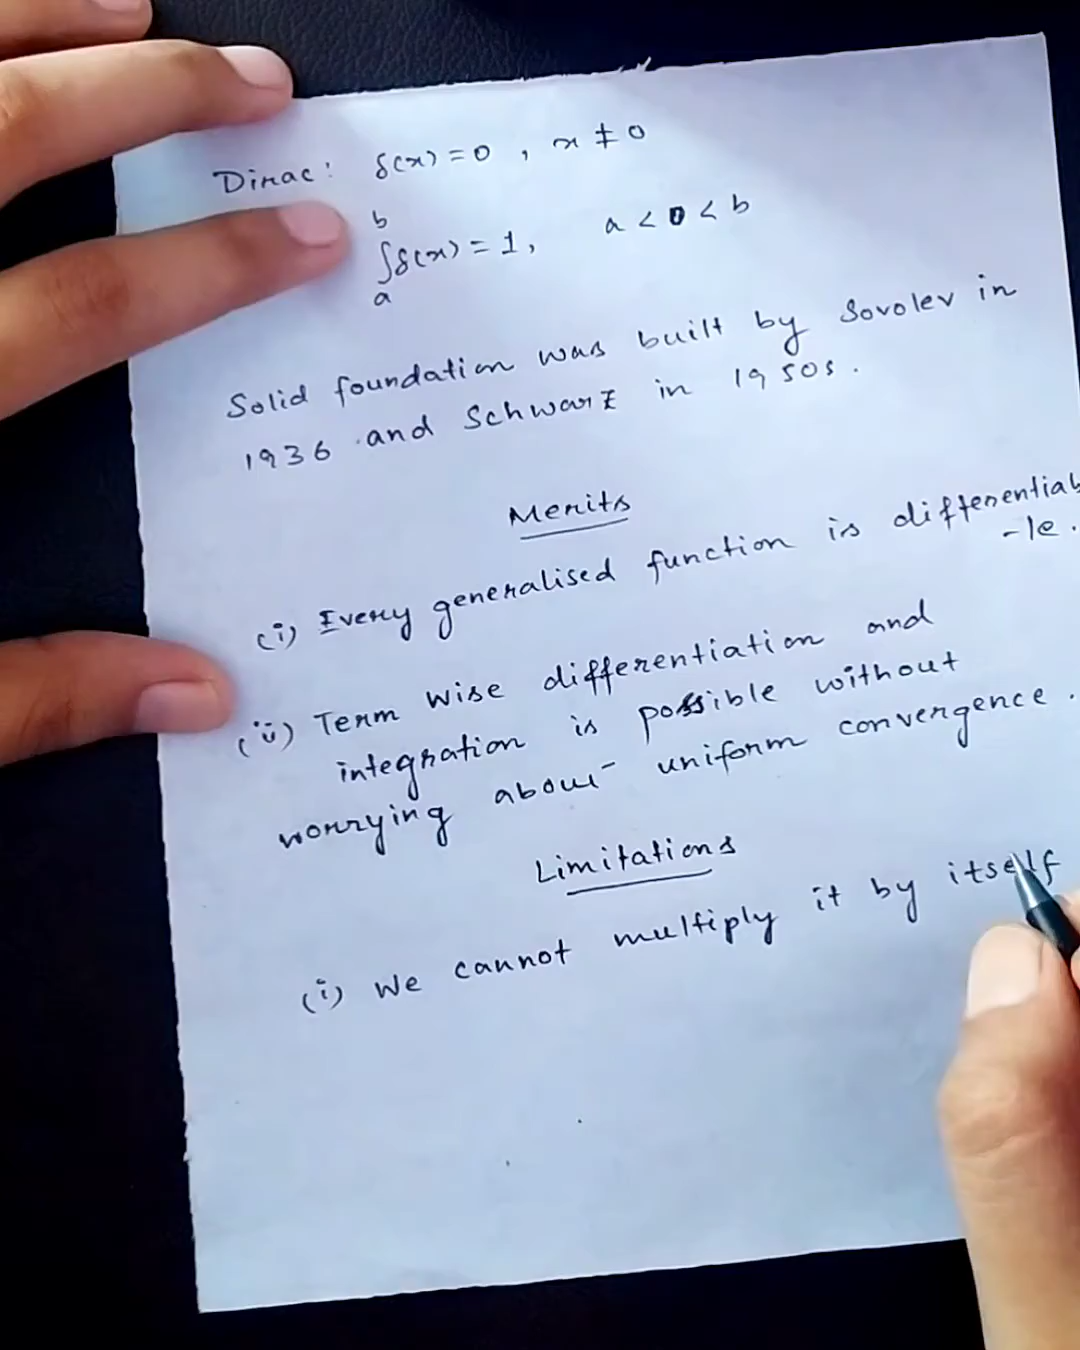 Dirac: δ(x) = 0 , x ≠ 0
b
∫δ(x) = 1, a < 0 < b
a
Solid foundation was built by Sovolev in
1936 and Schwarz in 1950s.
Merits
(i) Every generalised function is differentiab
-le.
(ii) Term wise differentiation and
integration is possible without
worrying about uniform convergence.
Limitations
(i) We cannot multiply it by itself